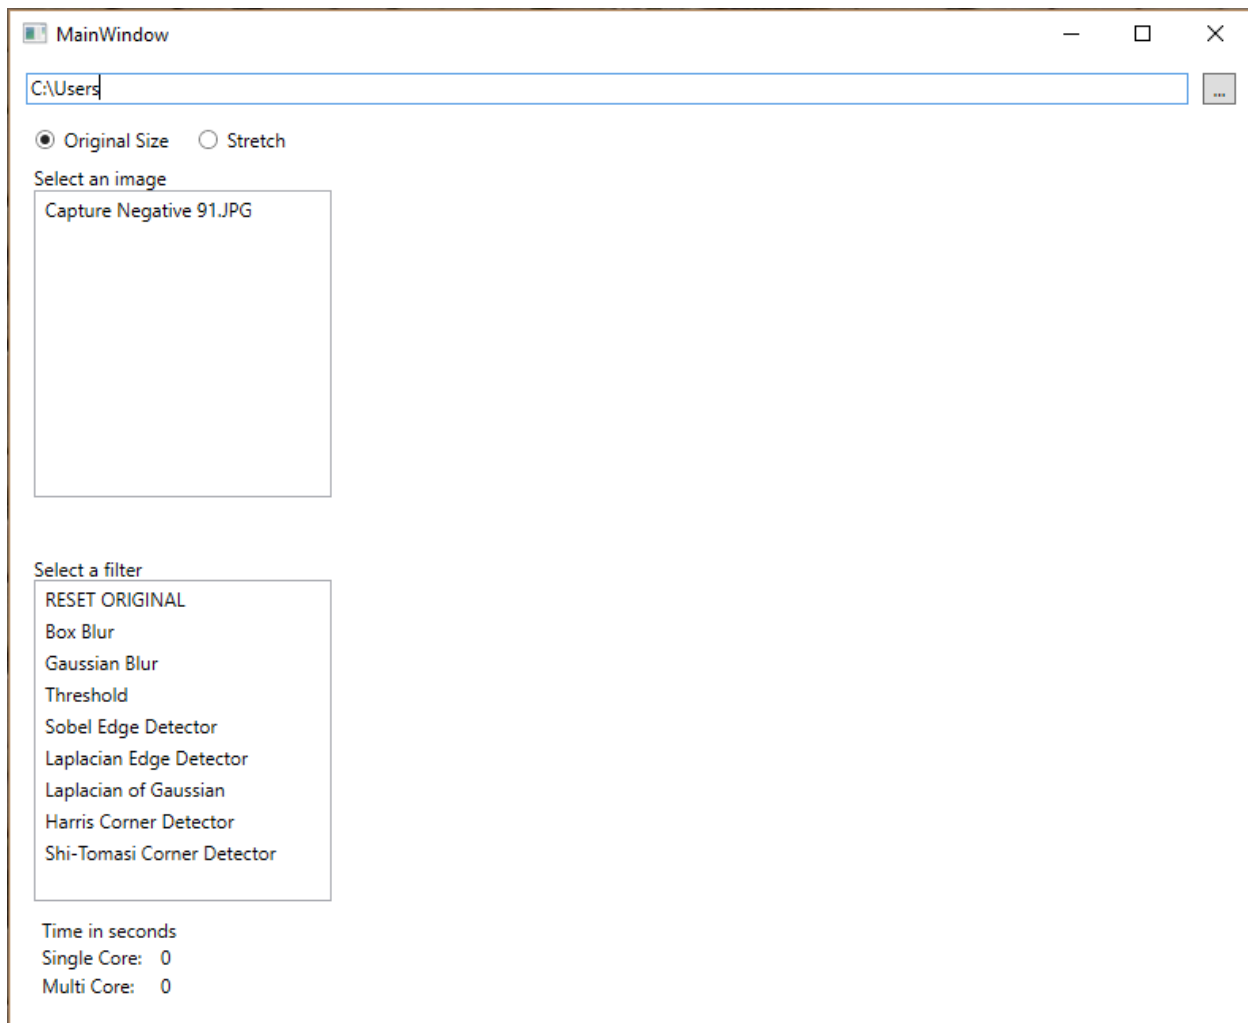 MainWindow
C:\Users
...
Original Size Stretch
Select an image
Capture Negative 91.JPG
Select a filter
RESET ORIGINAL
Box Blur
Gaussian Blur
Threshold
Sobel Edge Detector
Laplacian Edge Detector
Laplacian of Gaussian
Harris Corner Detector
Shi-Tomasi Corner Detector
Time in seconds
Single Core: 0
Multi Core: 0